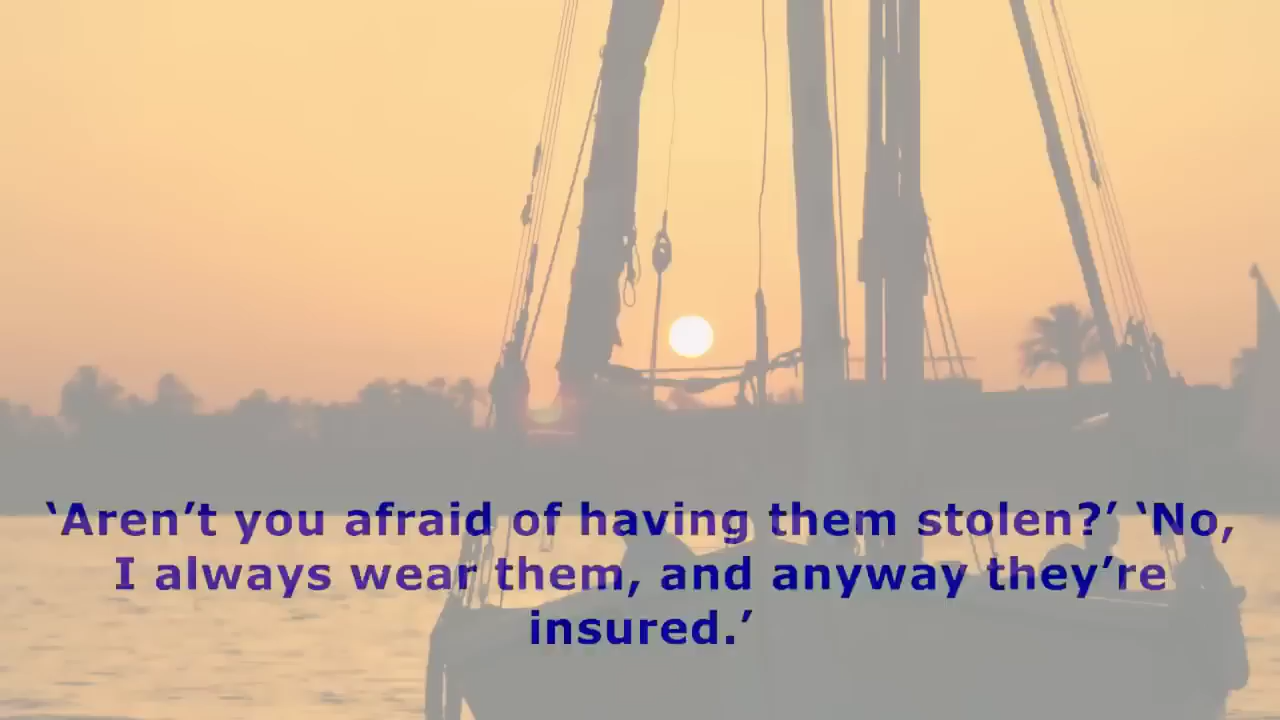 ‘Aren’t you afraid of having them stolen?’ ‘No,
I always wear them, and anyway they’re
insured.’